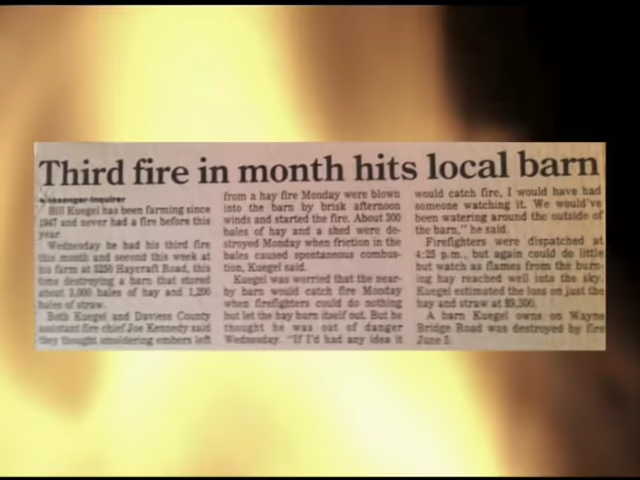 Third fire in month hits local barn
Messenger-Inquirer
Bill Kuegel has been farming since
1947 and never had a fire before this
year.
Wednesday he had his third fire
this month and second this week at
his farm at 5250 Haycraft Road, this
time destroying a barn that stored
about 3,000 bales of hay and 1,200
bales of straw.
Both Kuegel and Daviess County
assistant fire chief Joe Kennedy said
they thought smoldering embers left
from a hay fire Monday were blown
into the barn by brisk afternoon
winds and started the fire. About 300
bales of hay and a shed were de-
stroyed Monday when friction in the
bales caused spontaneous combus-
tion, Kuegel said.
Kuegel was worried that the near-
by barn would catch fire Monday
when firefighters could do nothing
but let the hay burn itself out. But he
thought he was out of danger
Wednesday. "If I'd had any idea it
would catch fire, I would have had
someone watching it. We would've
been watering around the outside of
the barn," he said.
Firefighters were dispatched at
4:25 p.m., but again could do little
but watch as flames from the burn-
ing hay reached well into the sky.
Kuegel estimated the loss on just the
hay and straw at $9,300.
A barn Kuegel owns on Wayne
Bridge Road was destroyed by fire
June 5.